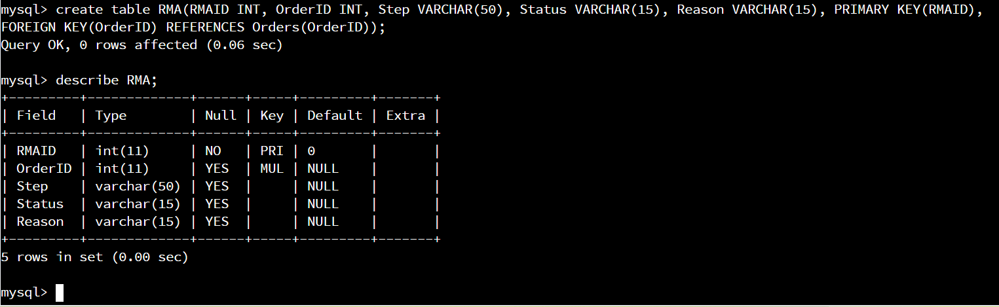 mysql> create table RMA(RMAID INT, OrderID INT, Step VARCHAR(50), Status VARCHAR(15), Reason VARCHAR(15), PRIMARY KEY(RMAID),
FOREIGN KEY(OrderID) REFERENCES Orders(OrderID));
Query OK, 0 rows affected (0.06 sec)

mysql> describe RMA;
+---------+-------------+------+-----+---------+-------+
| Field   | Type        | Null | Key | Default | Extra |
+---------+-------------+------+-----+---------+-------+
| RMAID   | int(11)     | NO   | PRI | 0       |       |
| OrderID | int(11)     | YES  | MUL | NULL    |       |
| Step    | varchar(50) | YES  |     | NULL    |       |
| Status  | varchar(15) | YES  |     | NULL    |       |
| Reason  | varchar(15) | YES  |     | NULL    |       |
+---------+-------------+------+-----+---------+-------+
5 rows in set (0.00 sec)

mysql>